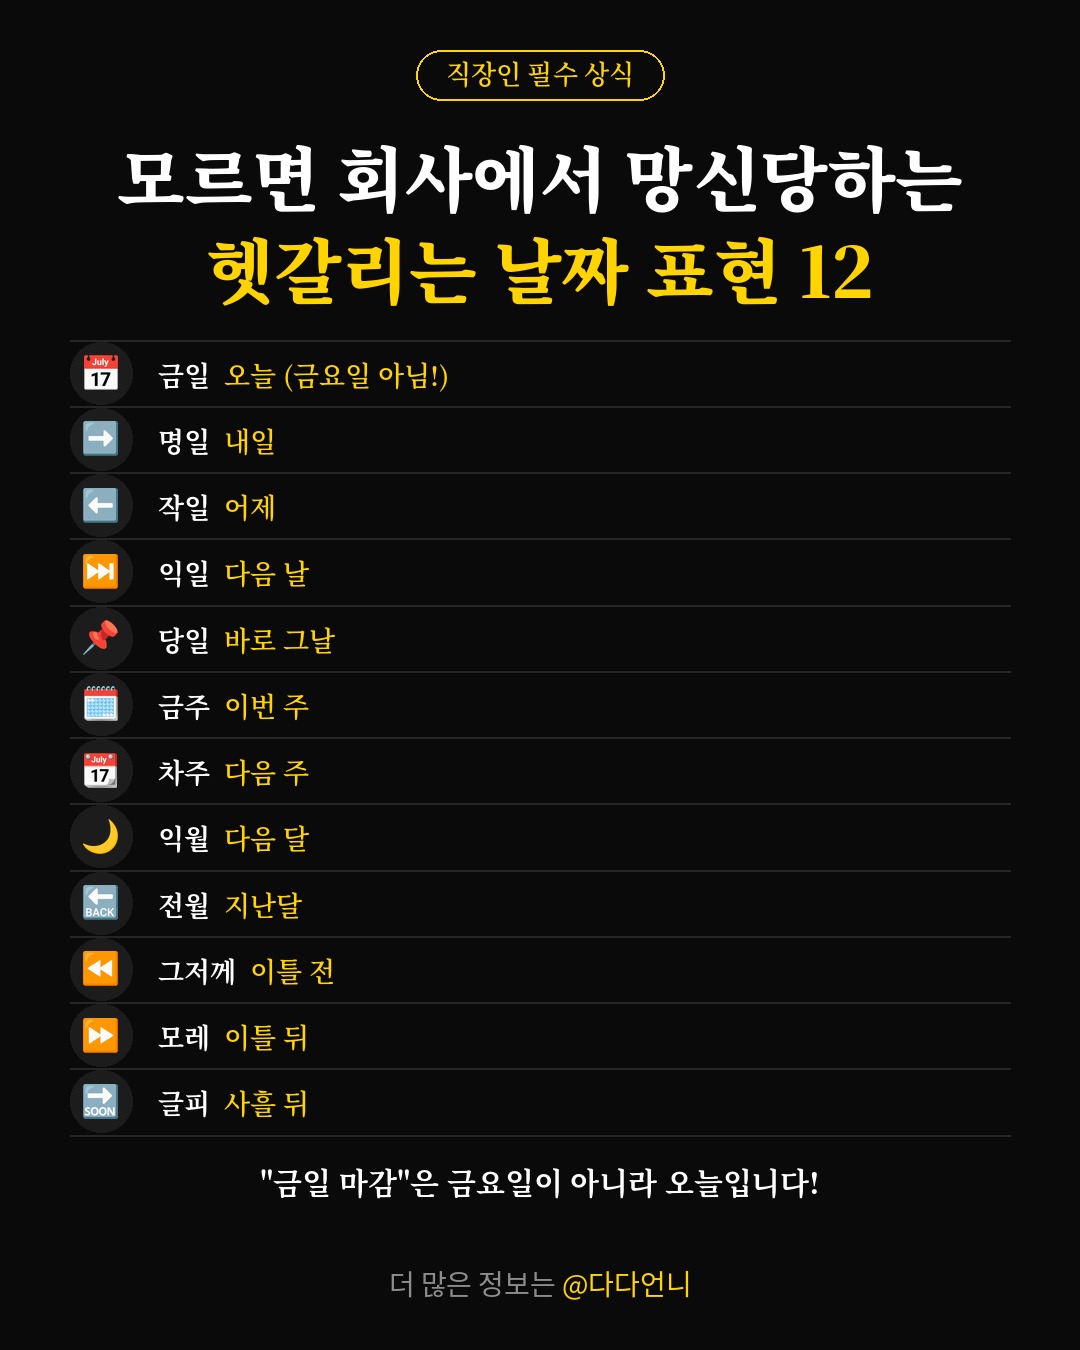 직장인 필수 상식
모르면 회사에서 망신당하는
헷갈리는 날짜 표현 12
July 17 금일 오늘 (금요일 아님!)
명일 내일
작일 어제
익일 다음 날
당일 바로 그날
금주 이번 주
July 17 차주 다음 주
익월 다음 달
BACK 전월 지난달
그저께 이틀 전
모레 이틀 뒤
SOON 글피 사흘 뒤
"금일 마감"은 금요일이 아니라 오늘입니다!
더 많은 정보는 @다다언니